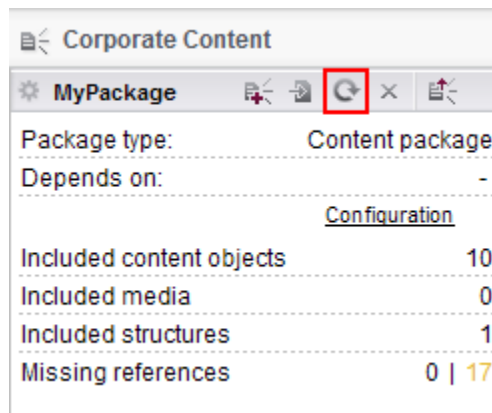 Corporate Content
MyPackage
Package type: Content package
Depends on: -
Configuration
Included content objects 10
Included media 0
Included structures 1
Missing references 0 | 17